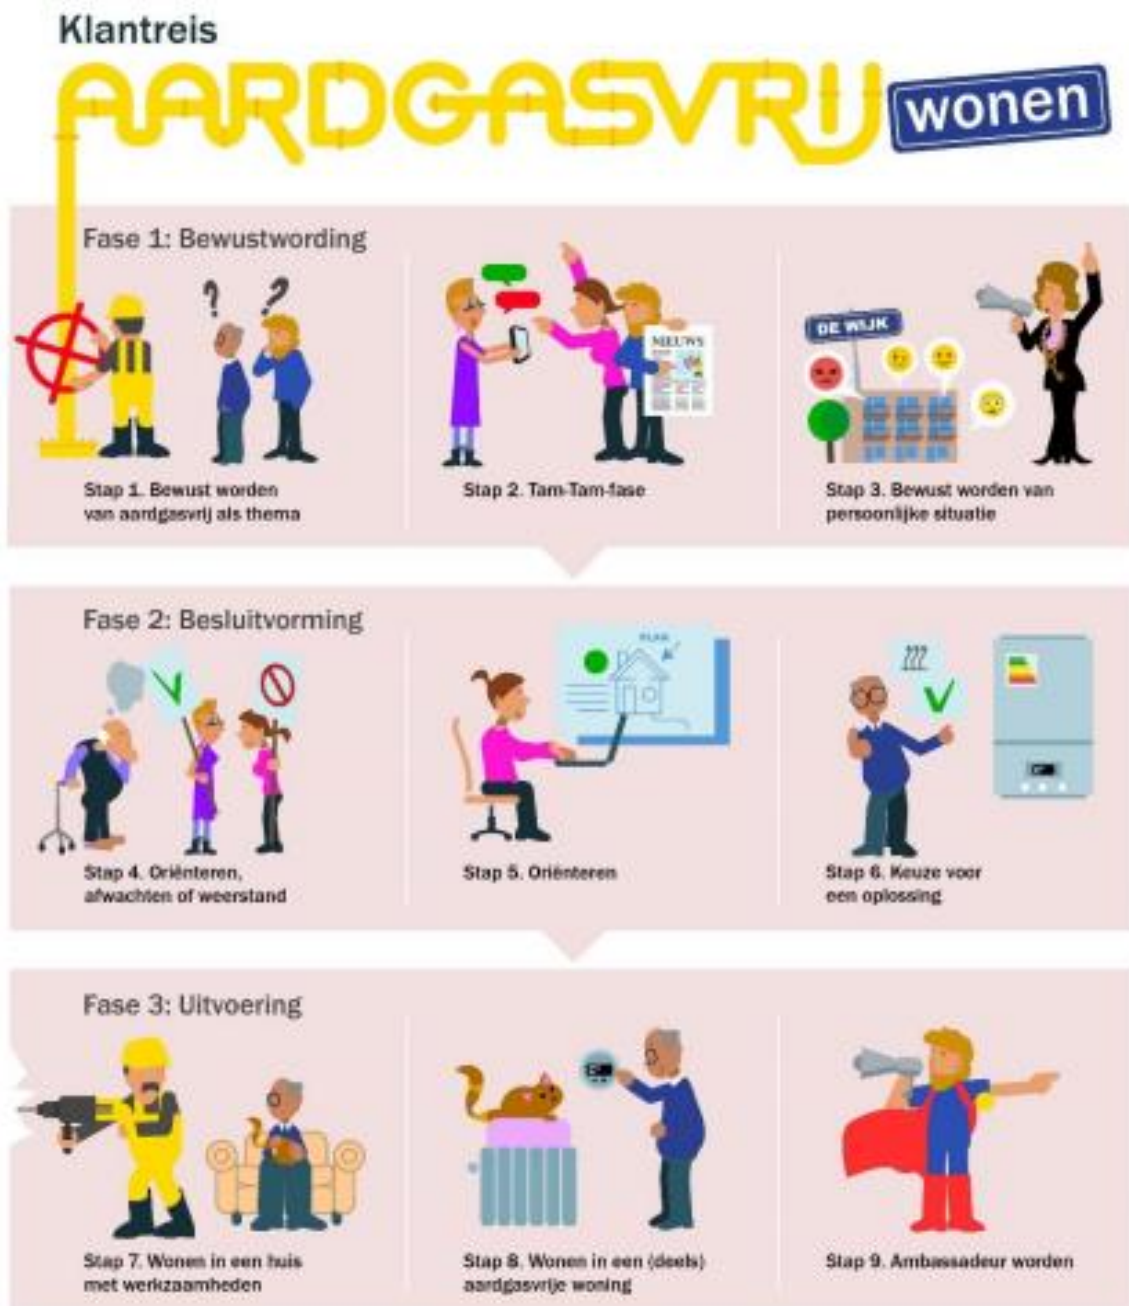 Klantreis
AARDGASVRIJ wonen
Fase 1: Bewustwording
? ?
NIEUWS
DE WIJK
Stap 1. Bewust worden
van aardgasvrij als thema
Stap 2. Tam-Tam-fase
Stap 3. Bewust worden van
persoonlijke situatie
Fase 2: Besluitvorming
PLAN
Stap 4. Oriënteren,
afwachten of weerstand
Stap 5. Oriënteren
Stap 6. Keuze voor
een oplossing
Fase 3: Uitvoering
Stap 7. Wonen in een huis
met werkzaamheden
Stap 8. Wonen in een (deels)
aardgasvrije woning
Stap 9. Ambassadeur worden